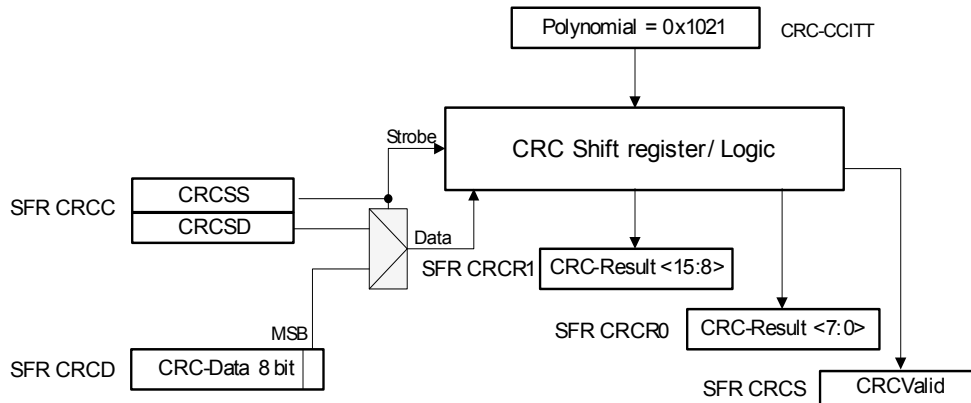 Polynomial = 0x1021
CRC-CCITT
Strobe
CRC Shift register/ Logic
SFR CRCC
CRCSS
CRCSD
Data
SFR CRCR1
CRC-Result <15:8>
MSB
SFR CRCR0
CRC-Result <7:0>
SFR CRCD
CRC-Data 8 bit
SFR CRCS
CRCValid